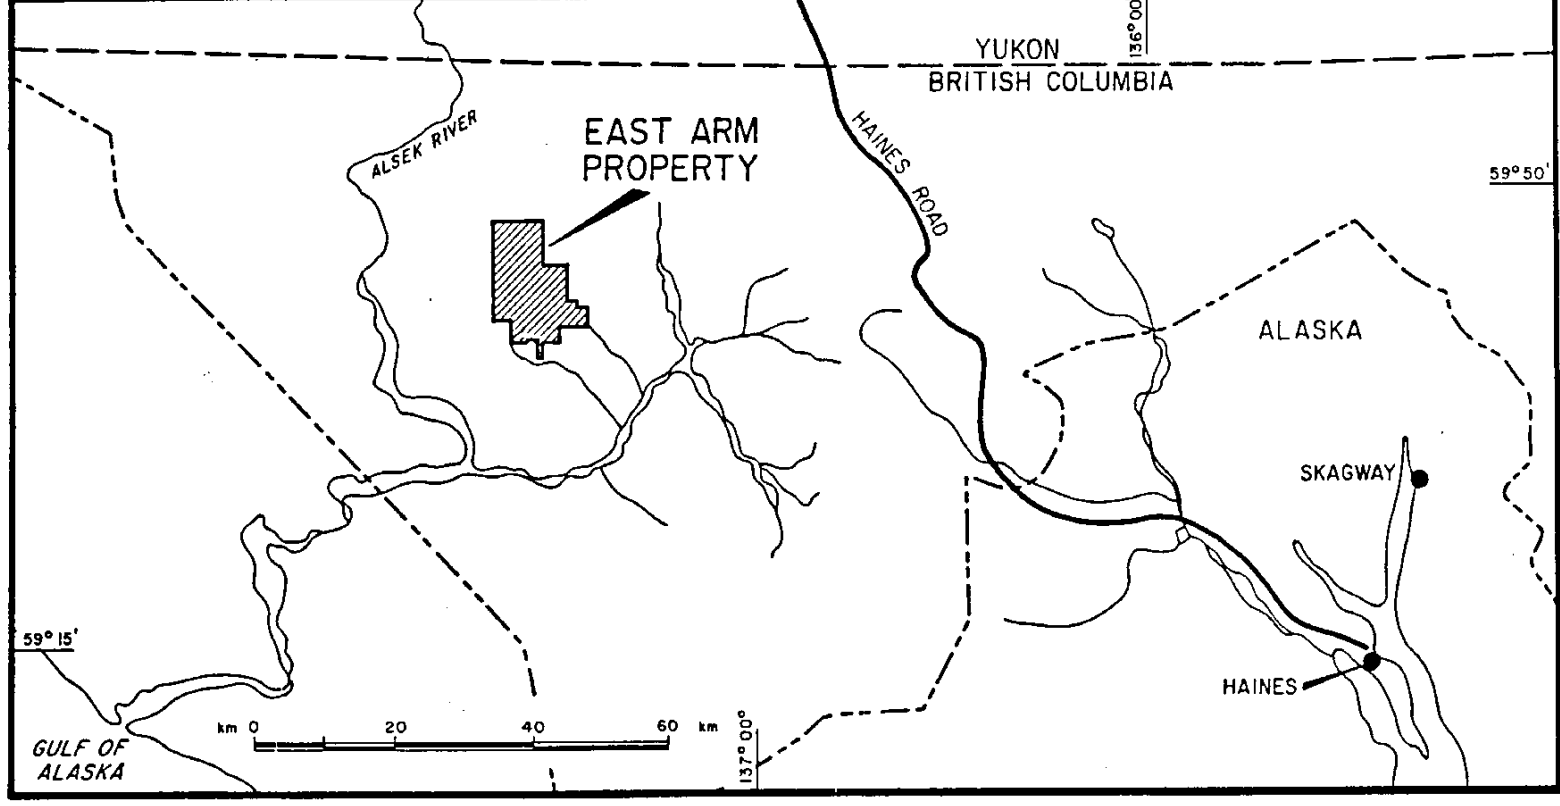 136°00'
YUKON
BRITISH COLUMBIA
ALSEK RIVER
EAST ARM
PROPERTY
HAINES ROAD
59°50'
ALASKA
SKAGWAY
59°15'
HAINES
km 0 20 40 60 km
137°00'
GULF OF
ALASKA